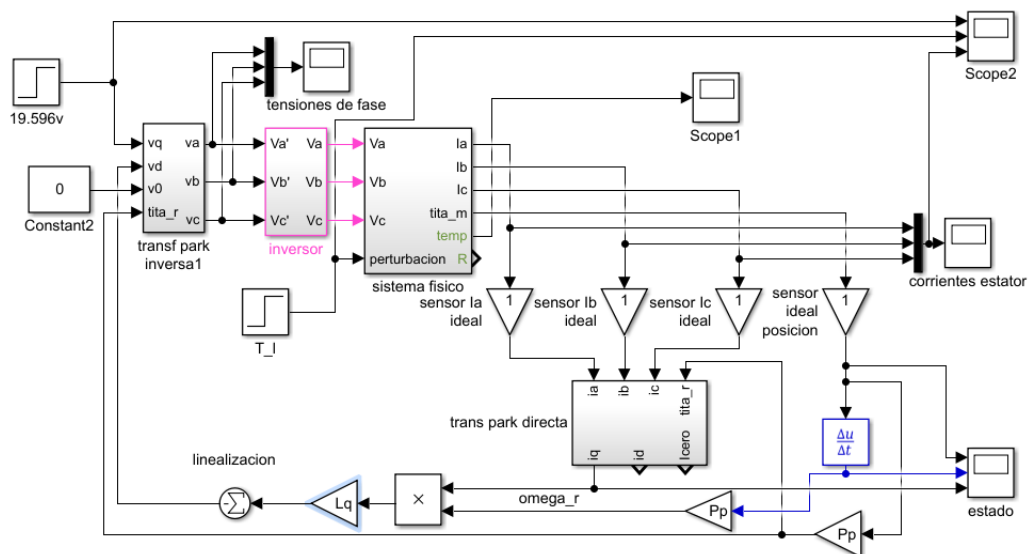 Scope2
19.596v
tensiones de fase
Scope1
vq
vd
v0
tita_r
va
vb
vc
transf park
inversa1
0
Constant2
Va'
Vb'
Vc'
Va
Vb
Vc
inversor
Va
Vb
Vc
perturbacion
Ia
Ib
Ic
tita_m
temp
R
sistema fisico
T_l
corrientes estator
1
sensor Ia
ideal
1
sensor Ib
ideal
1
sensor Ic
ideal
1
sensor
ideal
posicion
ia
ib
ic
tita_r
iq
id
Icero
trans park directa
Δu
Δt
estado
linealizacion
-
Σ
Lq
×
omega_r
Pp
Pp